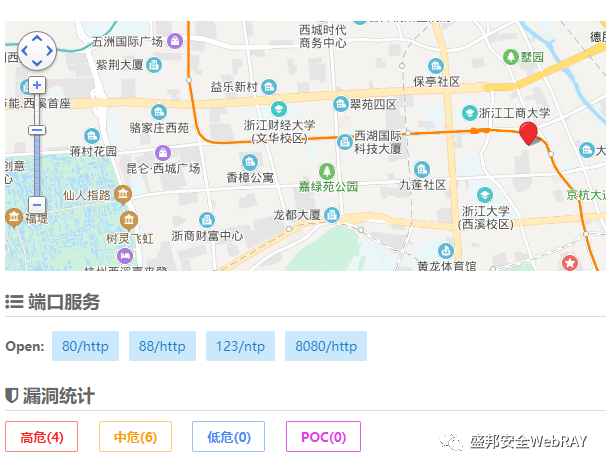 五洲国际广场
西城时代
商务中心
紫荆大厦
墅园
保亭社区
益乐新村
节能.西溪首座
翠苑四区
骆家庄西苑
浙江财经大学
(文华校区)
浙江工商大学
西湖国际
科技大厦
蒋村花园
昆仑·西城广场
创意
中心
香樟公寓
嘉绿苑公园
九莲社区
仙人指路
京杭大运
福堤
龙都大厦
浙江大学
(西溪校区)
树灵飞虹
浙商财富中心
黄龙体育馆
端口服务
Open: 80/http 88/http 123/ntp 8080/http
漏洞统计
高危(4) 中危(6) 低危(0) POC(0)
盛邦安全WebRAY